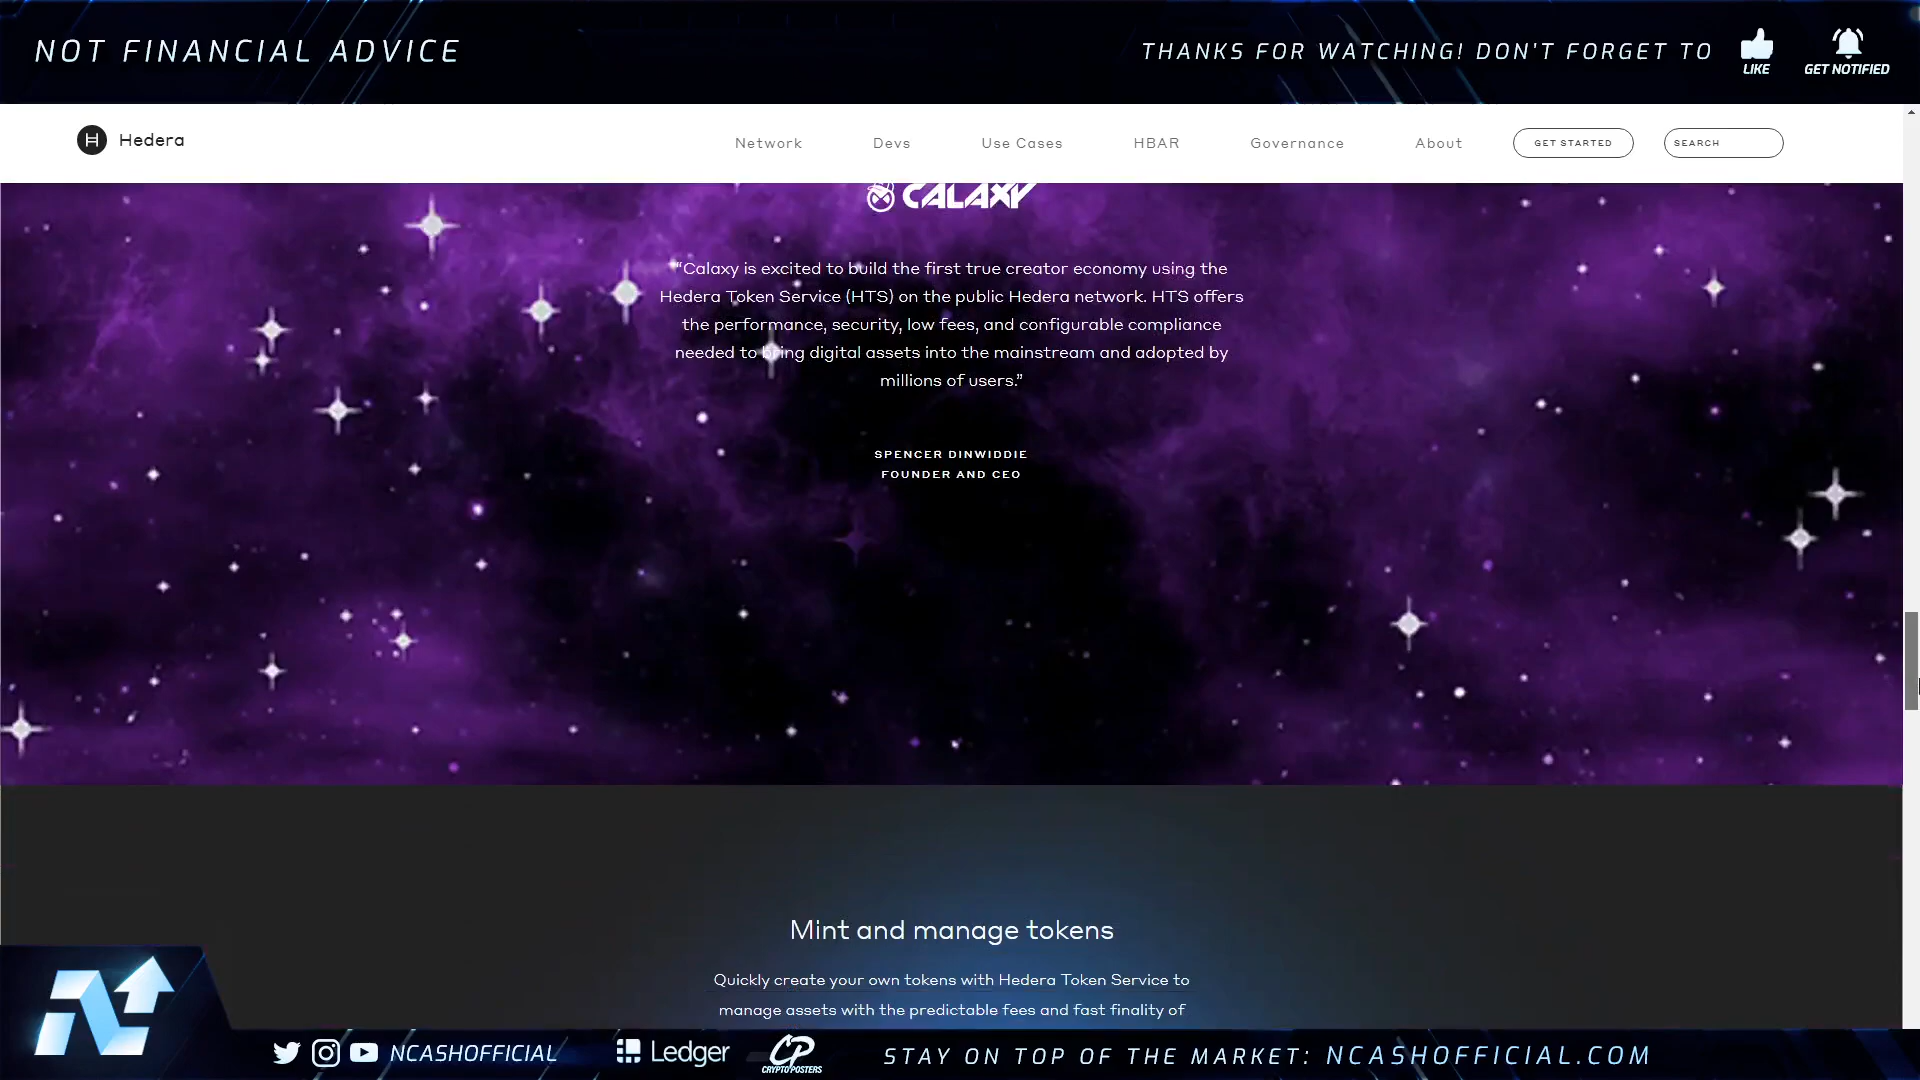 NOT FINANCIAL ADVICE
THANKS FOR WATCHING! DON'T FORGET TO
LIKE
GET NOTIFIED
Hedera
Network
Devs
Use Cases
HBAR
Governance
About
GET STARTED
SEARCH
CALAXY
“Calaxy is excited to build the first true creator economy using the
Hedera Token Service (HTS) on the public Hedera network. HTS offers
the performance, security, low fees, and configurable compliance
needed to bring digital assets into the mainstream and adopted by
millions of users.”
SPENCER DINWIDDIE
FOUNDER AND CEO
Mint and manage tokens
Quickly create your own tokens with Hedera Token Service to
manage assets with the predictable fees and fast finality of
NCASHOFFICIAL
Ledger
CP
CRYPTOPOSTERS
STAY ON TOP OF THE MARKET: NCASHOFFICIAL.COM